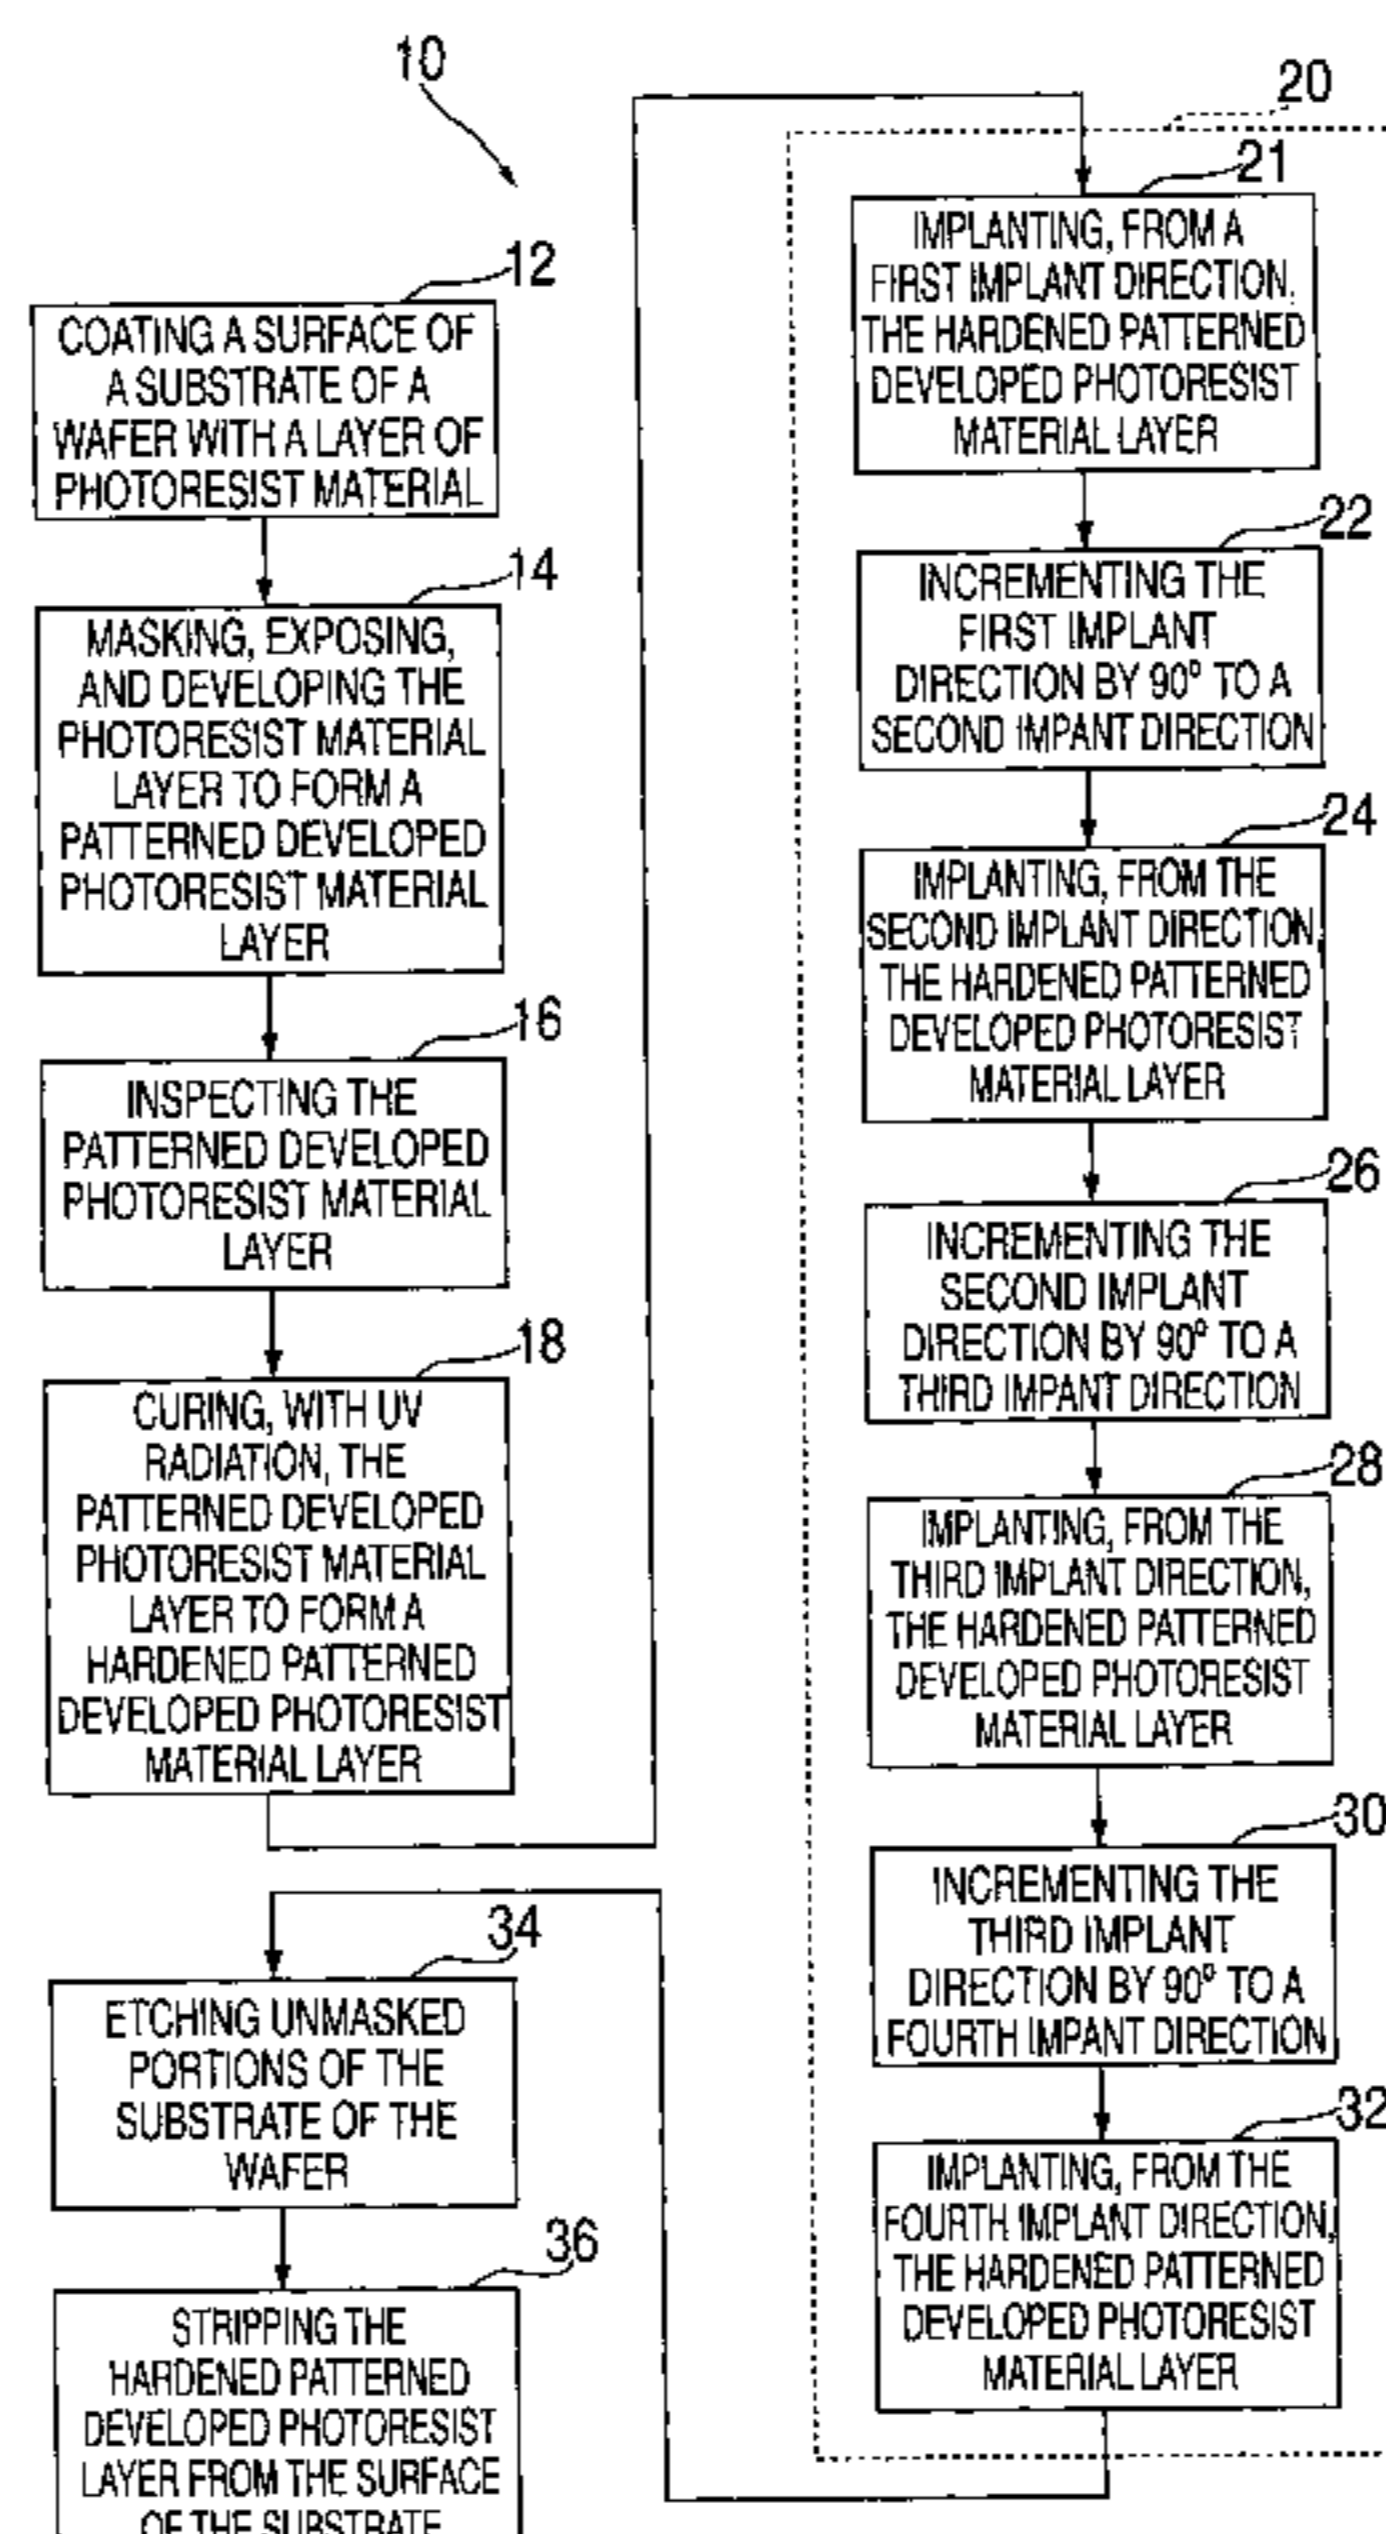 10
12
COATING A SURFACE OF
A SUBSTRATE OF A
WAFER WITH A LAYER OF
PHOTORESIST MATERIAL
14
MASKING, EXPOSING,
AND DEVELOPING THE
PHOTORESIST MATERIAL
LAYER TO FORM A
PATTERNED DEVELOPED
PHOTORESIST MATERIAL
LAYER
16
INSPECTING THE
PATTERNED DEVELOPED
PHOTORESIST MATERIAL
LAYER
18
CURING, WITH UV
RADIATION, THE
PATTERNED DEVELOPED
PHOTORESIST MATERIAL
LAYER TO FORM A
HARDENED PATTERNED
DEVELOPED PHOTORESIST
MATERIAL LAYER
20
21
IMPLANTING, FROM A
FIRST IMPLANT DIRECTION,
THE HARDENED PATTERNED
DEVELOPED PHOTORESIST
MATERIAL LAYER
22
INCREMENTING THE
FIRST IMPLANT
DIRECTION BY 90° TO A
SECOND IMPANT DIRECTION
24
IMPLANTING, FROM THE
SECOND IMPLANT DIRECTION,
THE HARDENED PATTERNED
DEVELOPED PHOTORESIST
MATERIAL LAYER
26
INCREMENTING THE
SECOND IMPLANT
DIRECTION BY 90° TO A
THIRD IMPANT DIRECTION
28
IMPLANTING, FROM THE
THIRD IMPLANT DIRECTION,
THE HARDENED PATTERNED
DEVELOPED PHOTORESIST
MATERIAL LAYER
30
INCREMENTING THE
THIRD IMPLANT
DIRECTION BY 90° TO A
FOURTH IMPANT DIRECTION
32
IMPLANTING, FROM THE
FOURTH IMPLANT DIRECTION,
THE HARDENED PATTERNED
DEVELOPED PHOTORESIST
MATERIAL LAYER
34
ETCHING UNMASKED
PORTIONS OF THE
SUBSTRATE OF THE
WAFER
36
STRIPPING THE
HARDENED PATTERNED
DEVELOPED PHOTORESIST
LAYER FROM THE SURFACE
OF THE SUBSTRATE